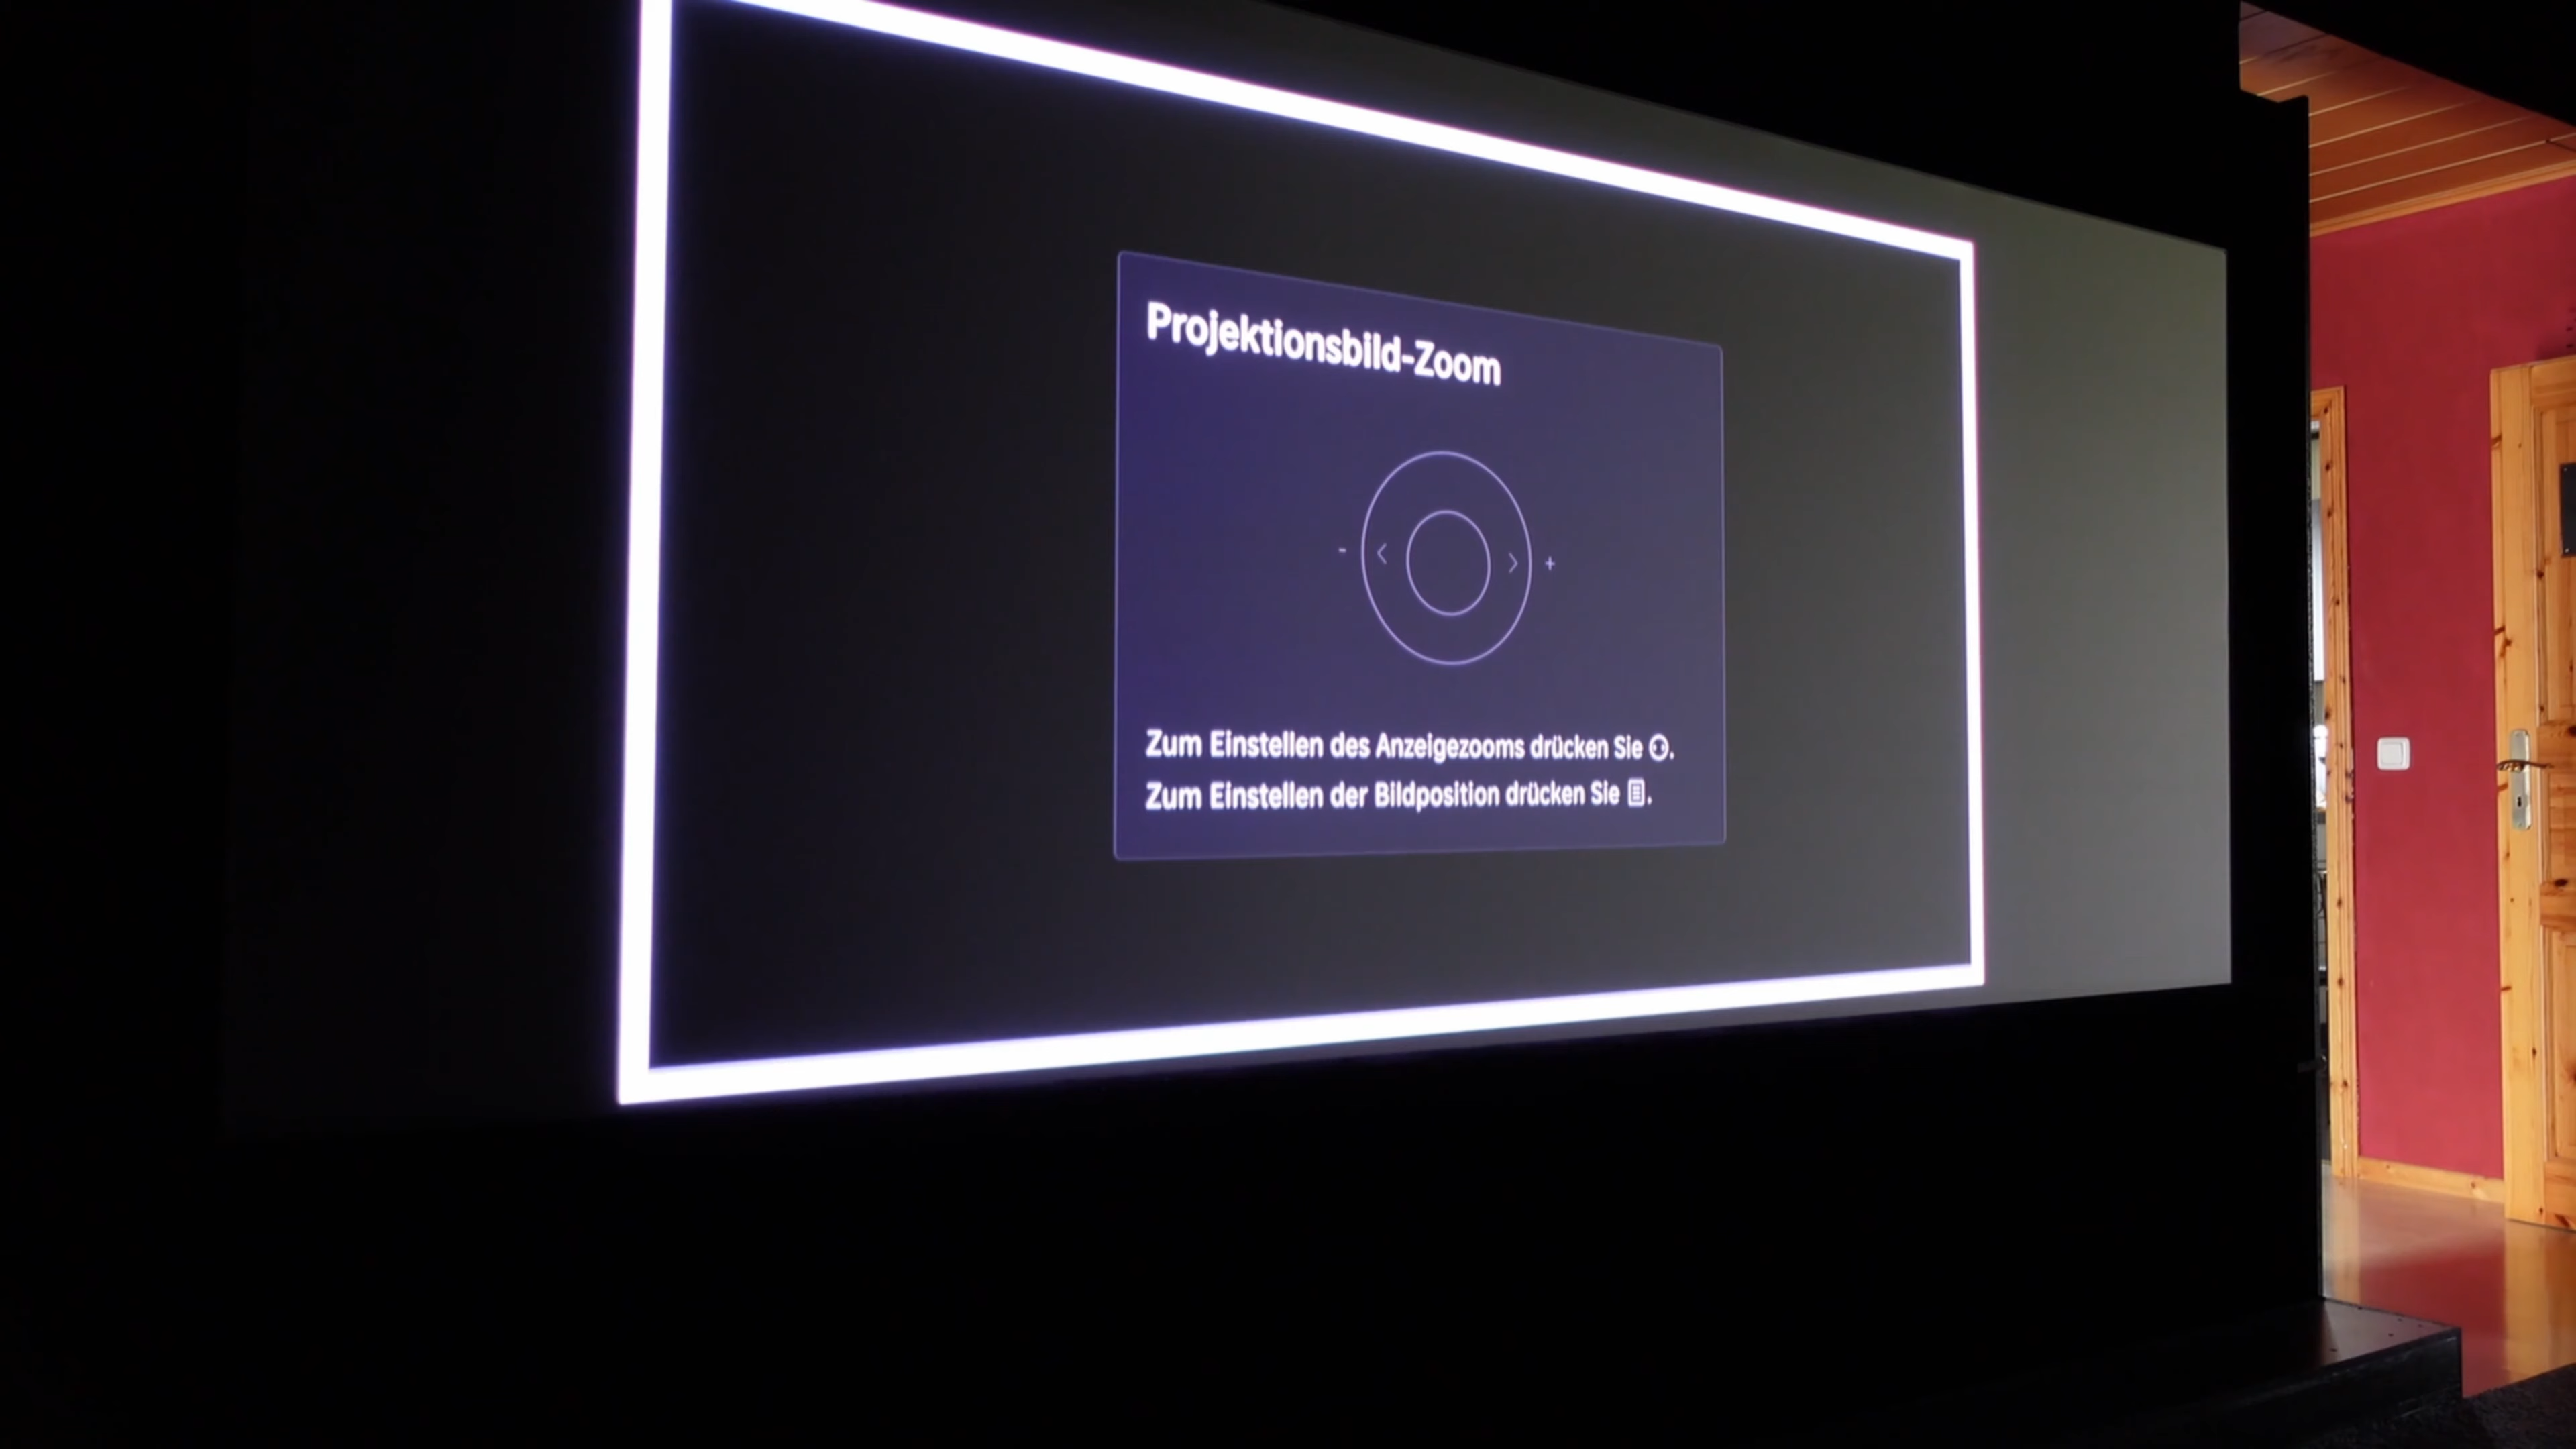 Projektionsbild-Zoom
- < > +
Zum Einstellen des Anzeigezooms drücken Sie .
Zum Einstellen der Bildposition drücken Sie .